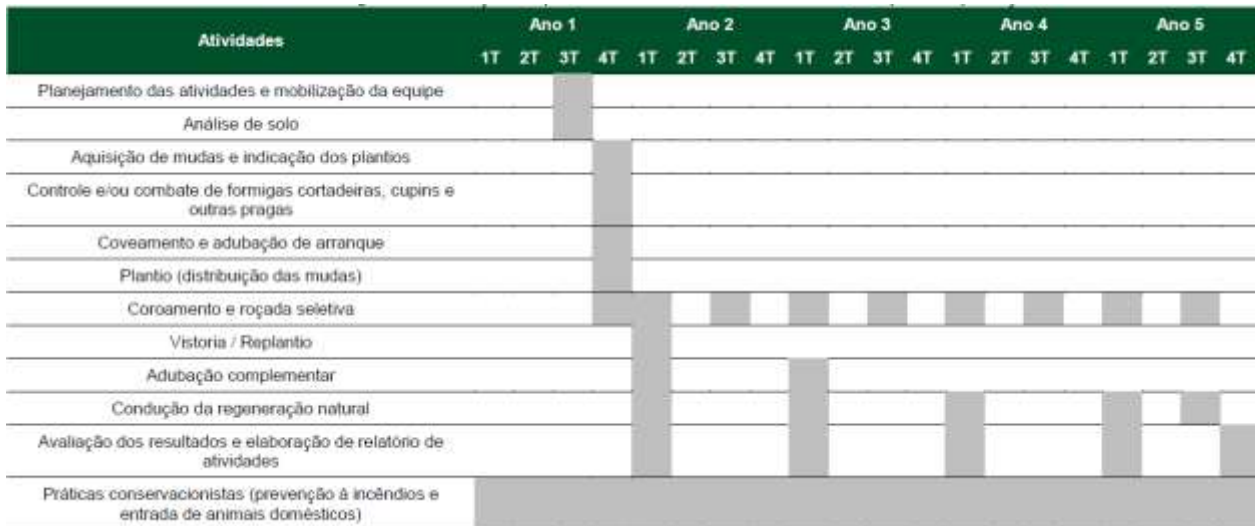 Atividades
Ano 1 Ano 2 Ano 3 Ano 4 Ano 5
1T 2T 3T 4T 1T 2T 3T 4T 1T 2T 3T 4T 1T 2T 3T 4T 1T 2T 3T 4T
Planejamento das atividades e mobilização da equipe
Análise de solo
Aquisição de mudas e indicação dos plantios
Controle e/ou combate de formigas cortadeiras, cupins e
outras pragas
Coveamento e adubação de arranque
Plantio (distribuição das mudas)
Coroamento e roçada seletiva
Vistoria / Replantio
Adubação complementar
Condução da regeneração natural
Avaliação dos resultados e elaboração de relatório de
atividades
Práticas conservacionistas (prevenção à incêndios e
entrada de animais domésticos)